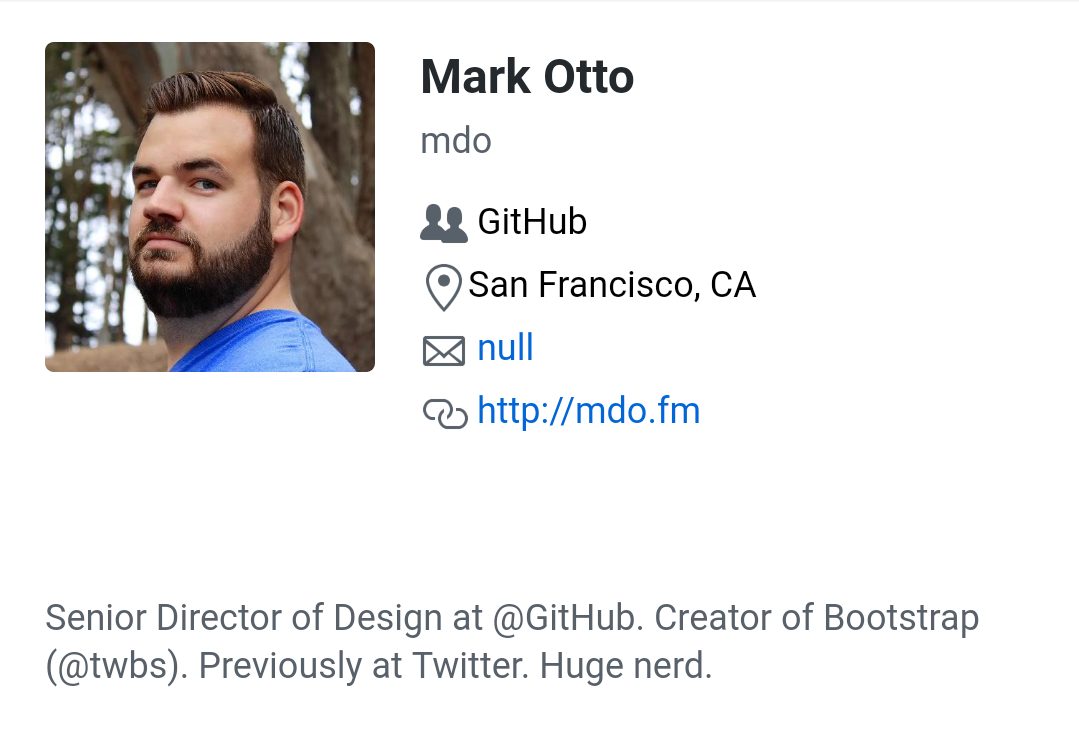 Mark Otto
mdo
GitHub
San Francisco, CA
null
http://mdo.fm
Senior Director of Design at @GitHub. Creator of Bootstrap
(@twbs). Previously at Twitter. Huge nerd.